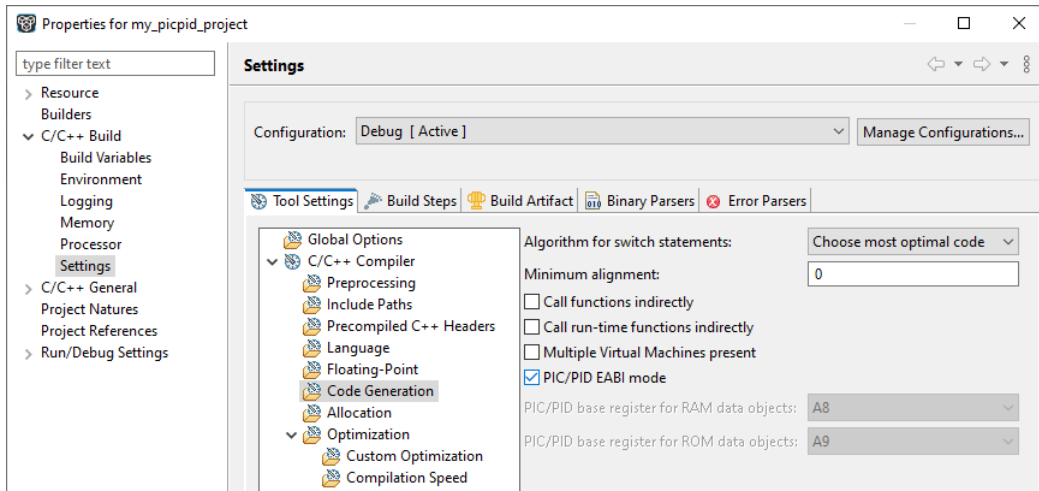 Properties for my_picpid_project
type filter text
Resource
Builders
C/C++ Build
Build Variables
Environment
Logging
Memory
Processor
Settings
C/C++ General
Project Natures
Project References
Run/Debug Settings
Settings
Configuration: Debug [ Active ] Manage Configurations...
Tool Settings Build Steps Build Artifact Binary Parsers Error Parsers
Global Options
C/C++ Compiler
Preprocessing
Include Paths
Precompiled C++ Headers
Language
Floating-Point
Code Generation
Allocation
Optimization
Custom Optimization
Compilation Speed
Algorithm for switch statements: Choose most optimal code
Minimum alignment: 0
Call functions indirectly
Call run-time functions indirectly
Multiple Virtual Machines present
PIC/PID EABI mode
PIC/PID base register for RAM data objects: A8
PIC/PID base register for ROM data objects: A9